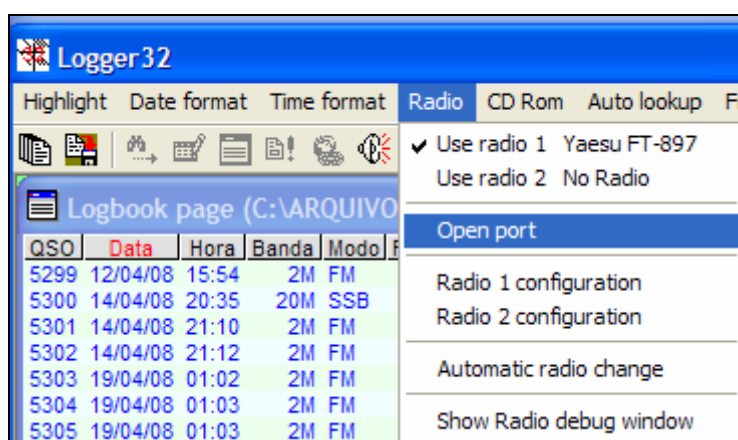 Logger32
Highlight Date format Time format Radio CD Rom Auto lookup F
Use radio 1 Yaesu FT-897
Use radio 2 No Radio
Open port
Radio 1 configuration
Radio 2 configuration
Automatic radio change
Show Radio debug window
Logbook page (C:\ARQUIVO
QSO Data Hora Banda Modo F
5299 12/04/08 15:54 2M FM
5300 14/04/08 20:35 20M SSB
5301 14/04/08 21:10 2M FM
5302 14/04/08 21:12 2M FM
5303 19/04/08 01:02 2M FM
5304 19/04/08 01:03 2M FM
5305 19/04/08 01:03 2M FM